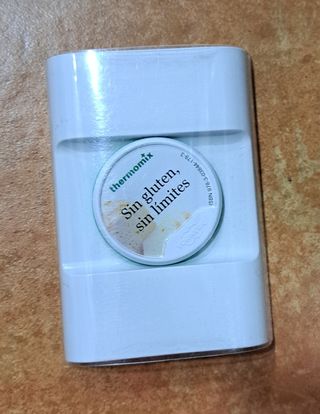 thermomix
Sin gluten,
sin límites